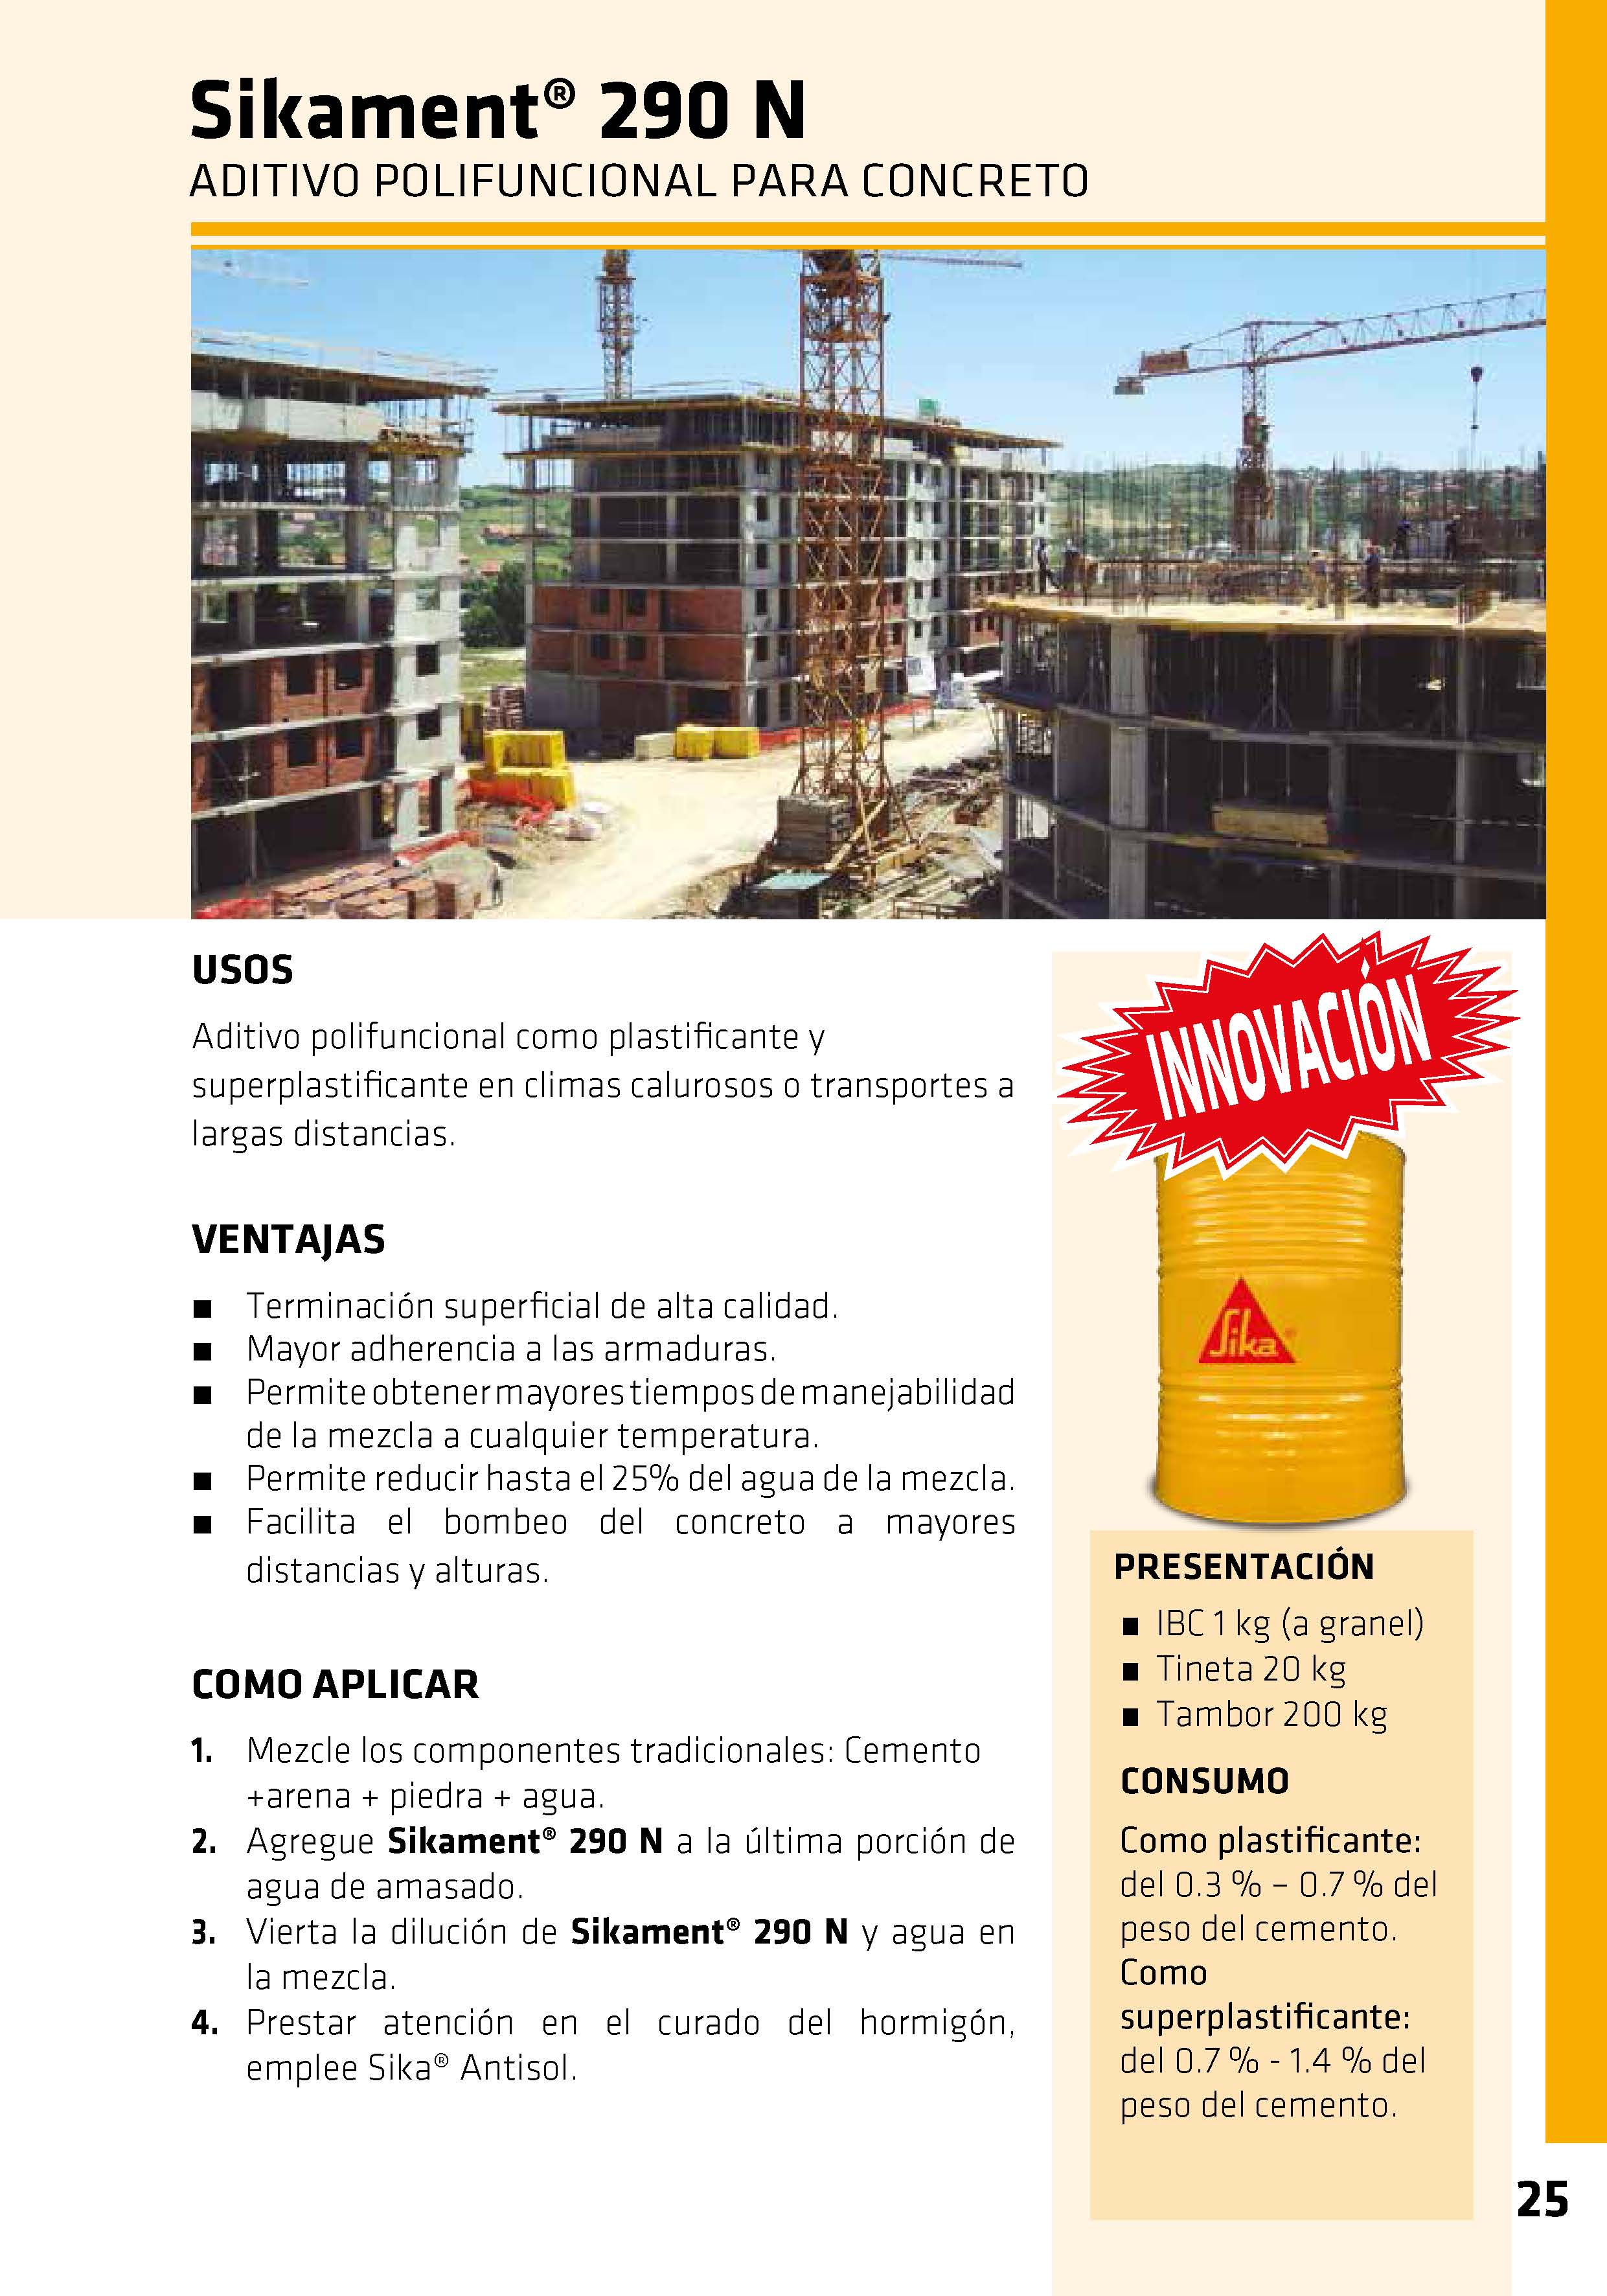 Sikament® 290 N
ADITIVO POLIFUNCIONAL PARA CONCRETO
USOS
Aditivo polifuncional como plastificante y
superplastificante en climas calurosos o transportes a
largas distancias.
VENTAJAS
■ Terminación superficial de alta calidad.
■ Mayor adherencia a las armaduras.
■ Permite obtener mayores tiempos de manejabilidad
de la mezcla a cualquier temperatura.
■ Permite reducir hasta el 25% del agua de la mezcla.
■ Facilita el bombeo del concreto a mayores
distancias y alturas.
COMO APLICAR
1. Mezcle los componentes tradicionales: Cemento
+arena + piedra + agua.
2. Agregue Sikament® 290 N a la última porción de
agua de amasado.
3. Vierta la dilución de Sikament® 290 N y agua en
la mezcla.
4. Prestar atención en el curado del hormigón,
emplee Sika® Antisol.
INNOVACIÓN
Sika®
PRESENTACIÓN
■ IBC 1 kg (a granel)
■ Tineta 20 kg
■ Tambor 200 kg
CONSUMO
Como plastificante:
del 0.3 % – 0.7 % del
peso del cemento.
Como
superplastificante:
del 0.7 % - 1.4 % del
peso del cemento.
25